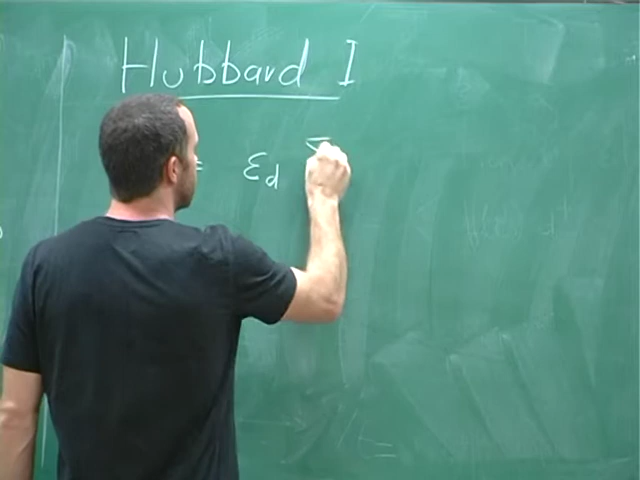 Hubbard I
= ε_d Σ